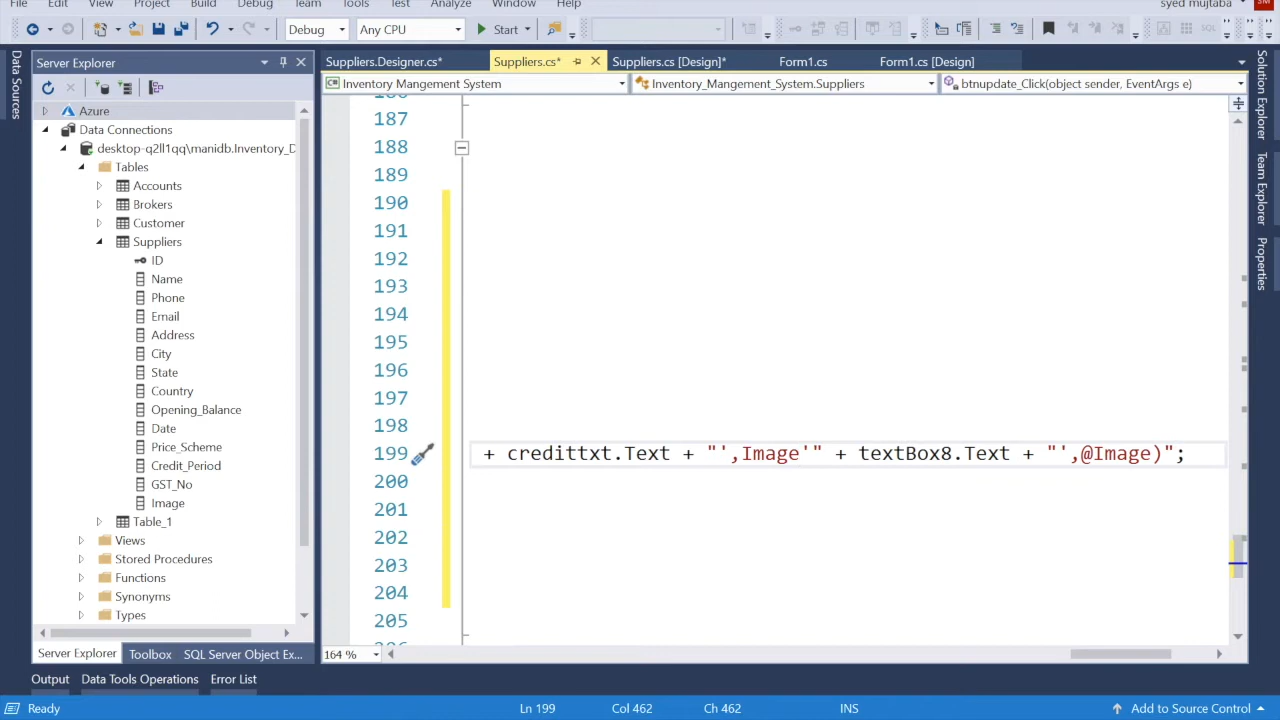 File Edit View Project Build Debug Team Tools Test Analyze Window Help syed mujtaba SM
Debug Any CPU Start
Data Sources
Server Explorer
Azure
Data Connections
desktop-q2ll1qq\manidb.Inventory_D
Tables
Accounts
Brokers
Customer
Suppliers
ID
Name
Phone
Email
Address
City
State
Country
Opening_Balance
Date
Price_Scheme
Credit_Period
GST_No
Image
Table_1
Views
Stored Procedures
Functions
Synonyms
Types
Server Explorer Toolbox SQL Server Object Ex...
Suppliers.Designer.cs* Suppliers.cs* Suppliers.cs [Design]* Form1.cs Form1.cs [Design]
Inventory Mangement System Inventory_Mangement_System.Suppliers btnupdate_Click(object sender, EventArgs e)
187
188
189
190
191
192
193
194
195
196
197
198
199 + credittxt.Text + "',Image'" + textBox8.Text + "',@Image)";
200
201
202
203
204
205
164 %
Solution Explorer
Team Explorer
Properties
Output Data Tools Operations Error List
Ready Ln 199 Col 462 Ch 462 INS Add to Source Control